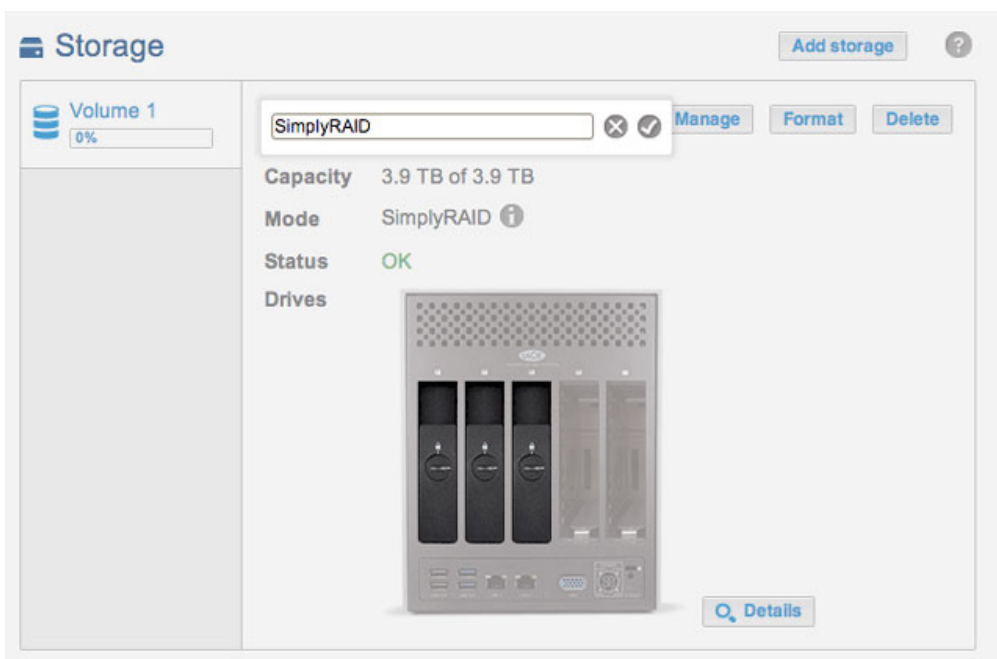 Storage
Add storage
?
Volume 1
0%
SimplyRAID
Manage
Format
Delete
Capacity 3.9 TB of 3.9 TB
Mode SimplyRAID i
Status OK
Drives
LACIE
Details